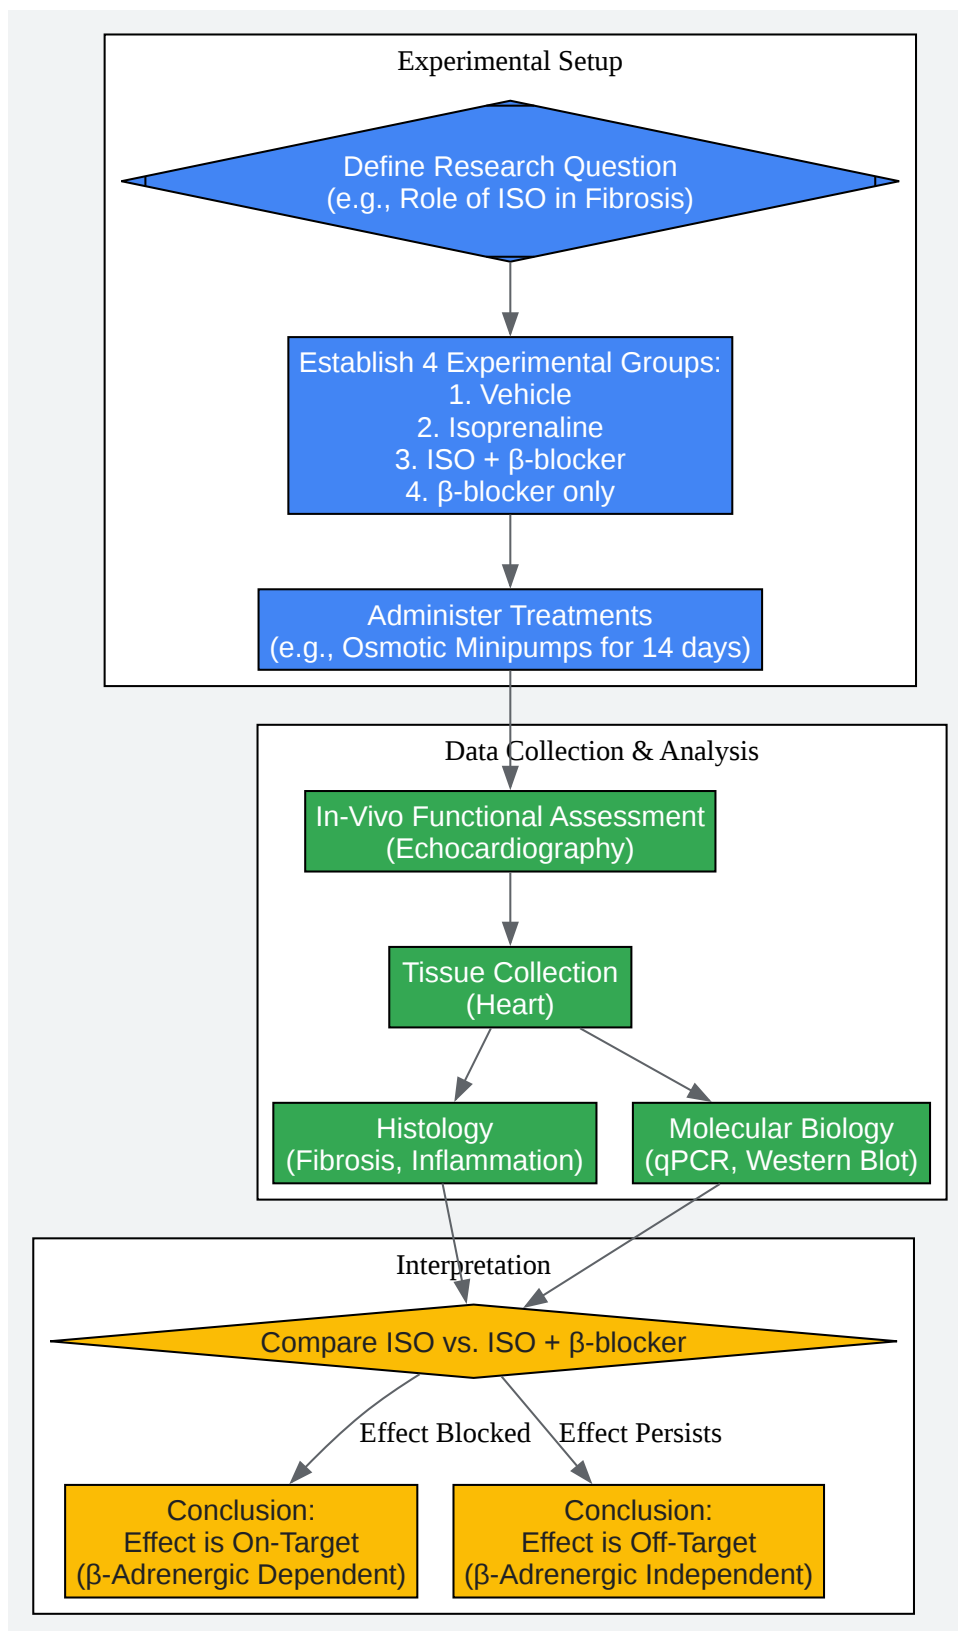 Experimental Setup
Define Research Question
(e.g., Role of ISO in Fibrosis)
Establish 4 Experimental Groups:
1. Vehicle
2. Isoprenaline
3. ISO + β-blocker
4. β-blocker only
Administer Treatments
(e.g., Osmotic Minipumps for 14 days)
Data Collection & Analysis
In-Vivo Functional Assessment
(Echocardiography)
Tissue Collection
(Heart)
Histology
(Fibrosis, Inflammation)
Molecular Biology
(qPCR, Western Blot)
Interpretation
Compare ISO vs. ISO + β-blocker
Effect Blocked
Effect Persists
Conclusion:
Effect is On-Target
(β-Adrenergic Dependent)
Conclusion:
Effect is Off-Target
(β-Adrenergic Independent)